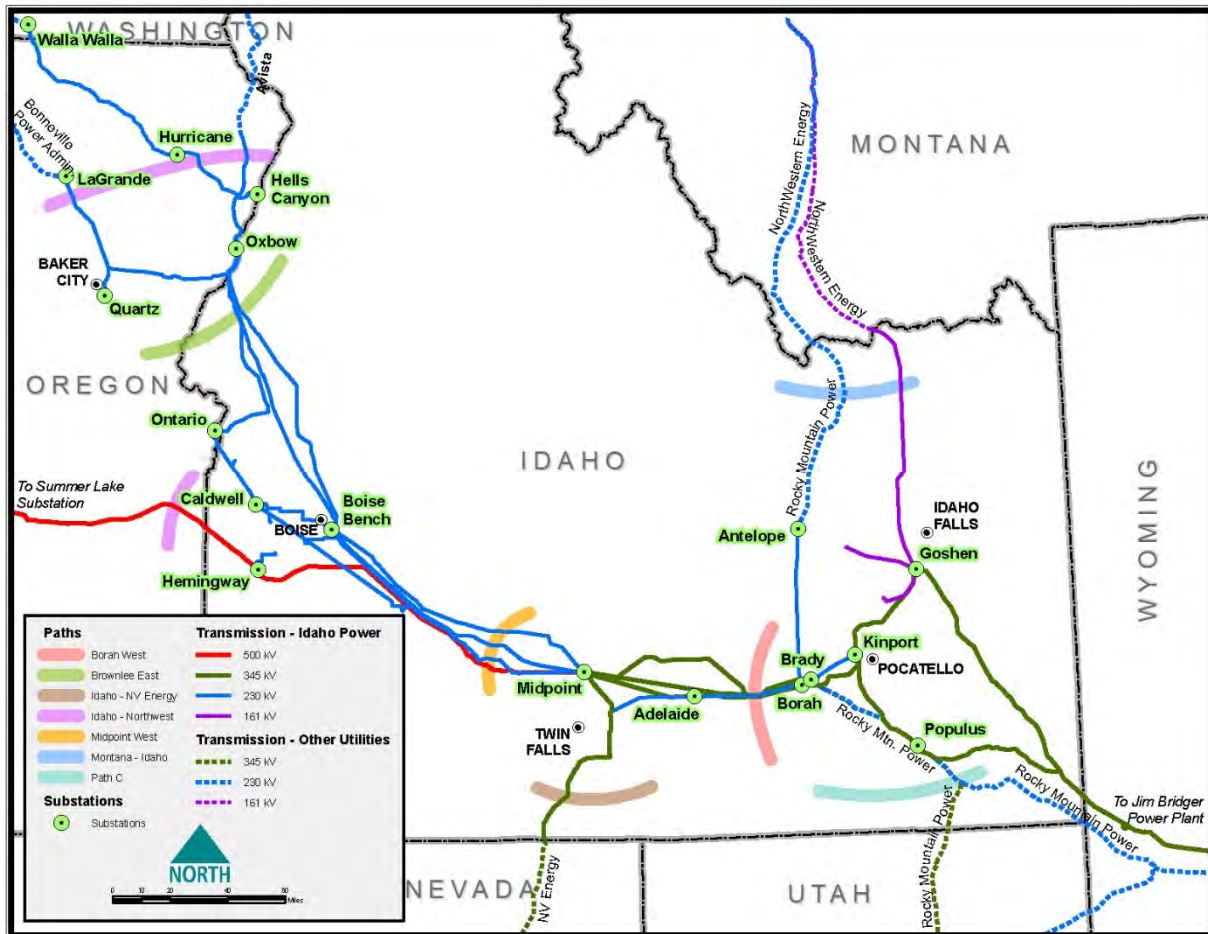 WASHINGTON
Walla Walla
Avista
Bonneville
Power Admin.
Hurricane
LaGrande
Hells
Canyon
Oxbow
BAKER
CITY
Quartz
OREGON
Ontario
To Summer Lake
Substation
Caldwell
BOISE
Boise
Bench
Hemingway
IDAHO
MONTANA
NorthWestern Energy
NorthWestern Energy
Rocky Mountain Power
Antelope
IDAHO
FALLS
Goshen
WYOMING
Kinport
POCATELLO
Brady
Borah
Midpoint
Adelaide
TWIN
FALLS
Rocky Mtn. Power
Populus
Rocky Mountain Power
To Jim Bridger
Power Plant
Rocky Mountain Power
NV Energy
NEVADA
UTAH
Paths
Borah West
Brownlee East
Idaho - NV Energy
Idaho - Northwest
Midpoint West
Montana - Idaho
Path C
Substations
Substations
Transmission - Idaho Power
500 kV
345 kV
230 kV
161 kV
Transmission - Other Utilities
345 kV
230 kV
161 kV
NORTH
0 10 20 40 60
Miles